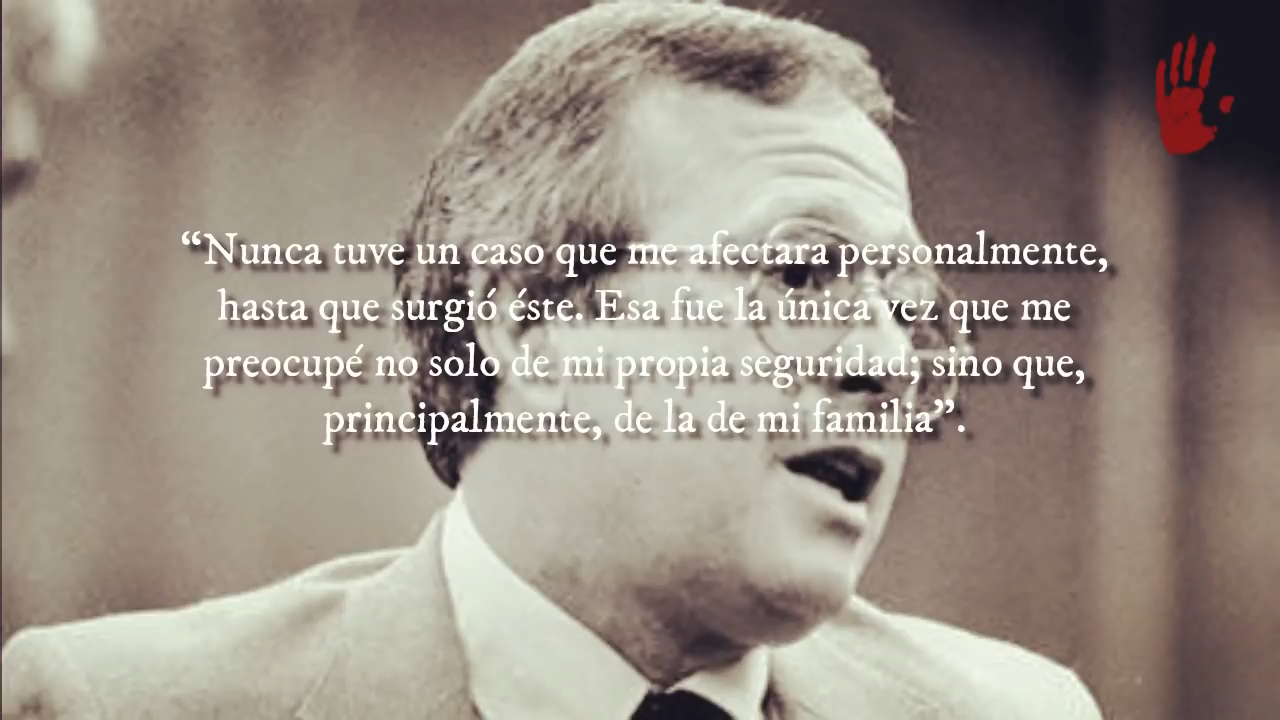 “Nunca tuve un caso que me afectara personalmente,
hasta que surgió éste. Esa fue la única vez que me
preocupé no solo de mi propia seguridad; sino que,
principalmente, de la de mi familia”.